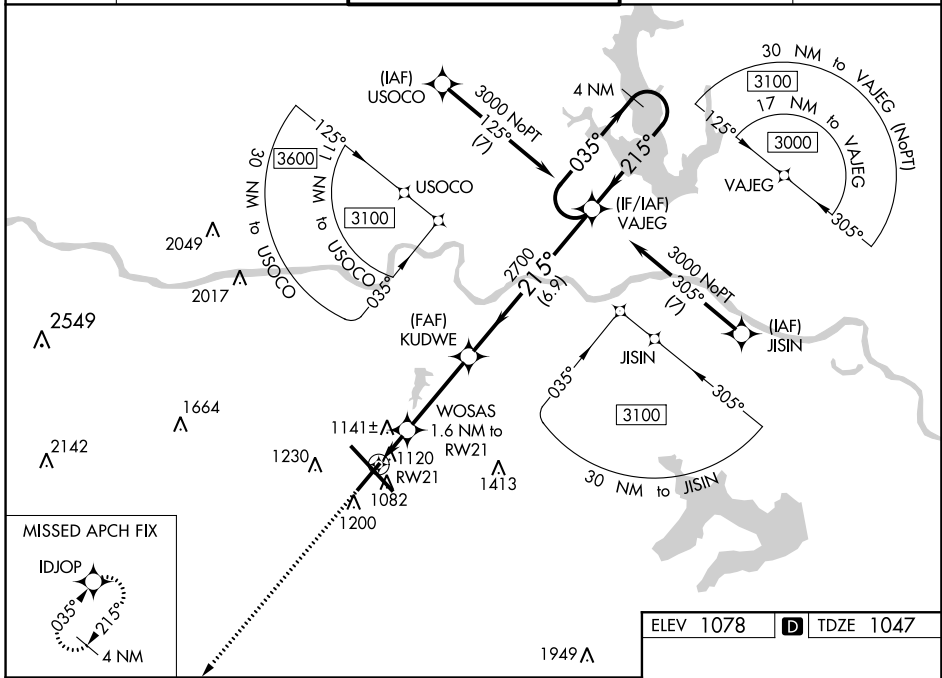 (IAF)
USOCO
3000 NoPT
125°
(7)
4 NM
035°
215°
(IF/IAF)
VAJEG
30 NM to VAJEG (NoPT)
3100
17 NM to VAJEG
3000
125°
VAJEG
305°
125°
3600
11 NM to USOCO
3100
30 NM to USOCO
USOCO
035°
2049
2017
2549
1664
2142
2700
215°
(6.9)
3000 NoPT
305°
(7)
(IAF)
JISIN
(FAF)
KUDWE
JISIN
035°
305°
3100
30 NM to JISIN
WOSAS
1.6 NM to
RW21
1141±
1120
RW21
1230
1082
1413
1200
MISSED APCH FIX
IDJOP
035°
215°
4 NM
1949
ELEV 1078 D TDZE 1047